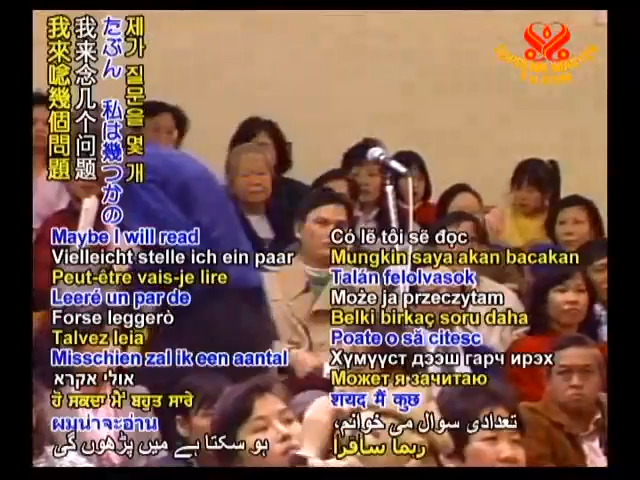 제가 질문을 몇 개
たぶん 私は幾つかの
我来念几个问题
我來唸幾個問題
Maybe I will read
Vielleicht stelle ich ein paar
Peut-être vais-je lire
Leeré un par de
Forse leggerò
Talvez leia
Misschien zal ik een aantal
אולי אקרא
ਹੋ ਸਕਦਾ ਮੈਂ ਬਹੁਤ ਸਾਰੇ
ผมน่าจะอ่าน
ہو سکتا ہے میں پڑھوں گی
Có lẽ tôi sẽ đọc
Mungkin saya akan bacakan
Talán felolvasok
Może ja przeczytam
Belki birkaç soru daha
Poate o să citesc
Хүмүүст дээш гарч ирэх
Может я зачитаю
शायद मैं कुछ
تعدادی سوال می خوانم،
ربما سأقرأ